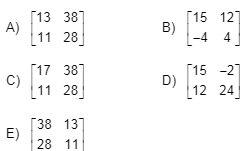 A) [13 38] B) [15 12]
[11 28] [−4 4]
C) [17 38] D) [15 −2]
[11 28] [12 24]
E) [38 13]
[28 11]